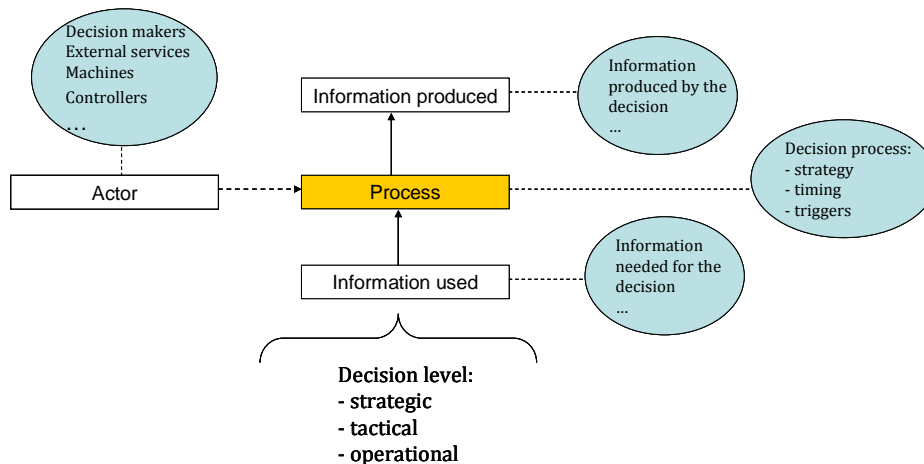 Decision makers
External services
Machines
Controllers
...
Information produced
Information
produced by the
decision
...
Actor
Process
Decision process:
- strategy
- timing
- triggers
Information used
Information
needed for the
decision
...
Decision level:
- strategic
- tactical
- operational